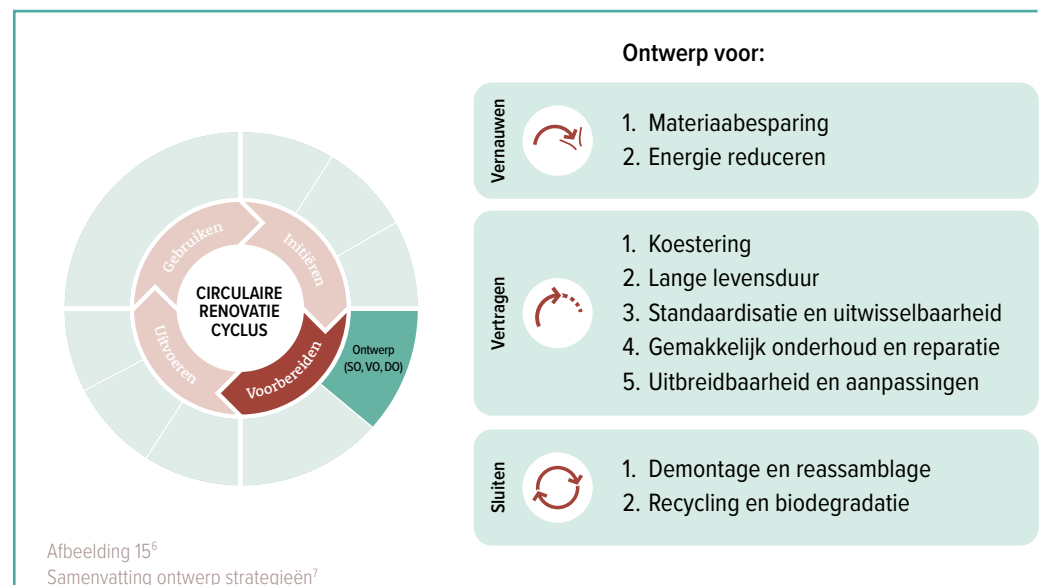 Ontwerp voor:
Vernauwen
1. Materiaabesparing
2. Energie reduceren
Vertragen
1. Koestering
2. Lange levensduur
3. Standaardisatie en uitwisselbaarheid
4. Gemakkelijk onderhoud en reparatie
5. Uitbreidbaarheid en aanpassingen
Sluiten
1. Demontage en reassamblage
2. Recycling en biodegradatie
CIRCULAIRE
RENOVATIE
CYCLUS
Gebruiken
Initiëren
Voorbereiden
Uitvoeren
Ontwerp
(SO, VO, DO)
Afbeelding 15⁶
Samenvatting ontwerp strategieën⁷